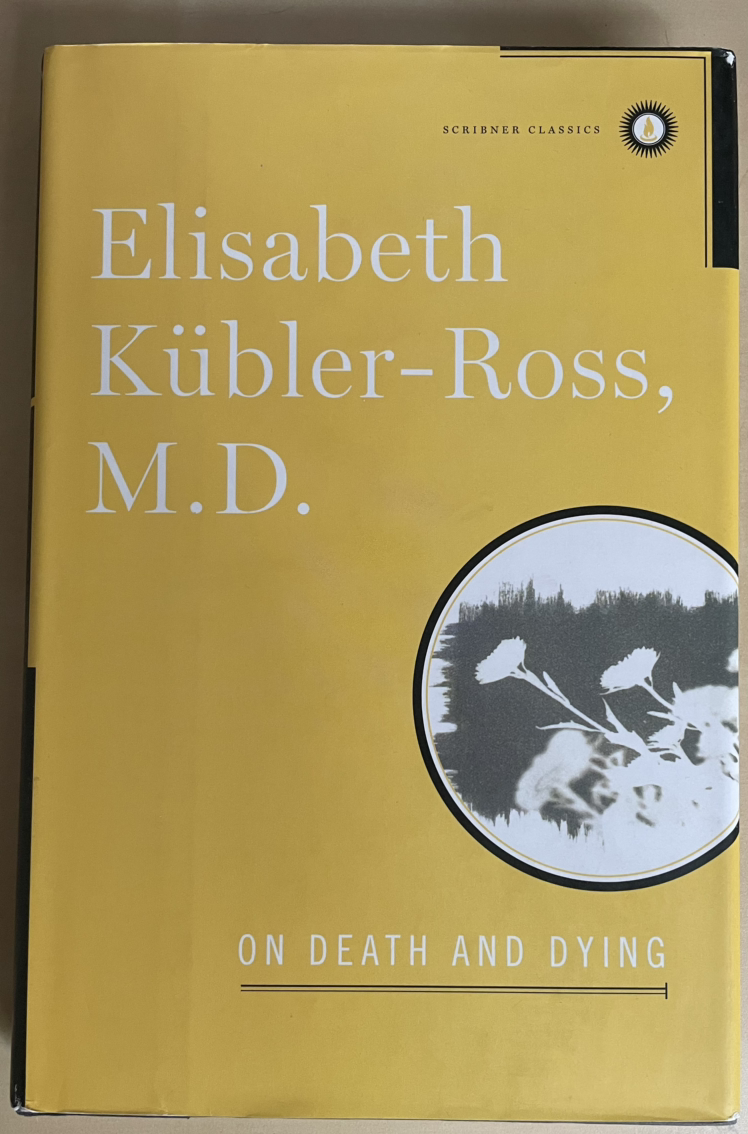 SCRIBNER CLASSICS
Elisabeth
Kübler-Ross,
M.D.
ON DEATH AND DYING